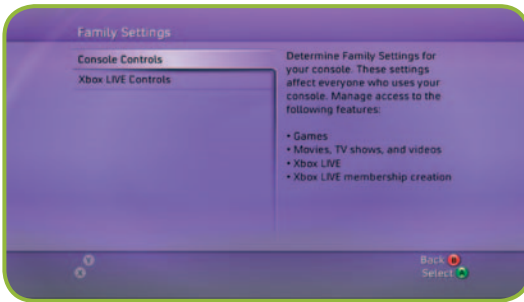 Family Settings
Console Controls
Xbox LIVE Controls
Determine Family Settings for
your console. These settings
affect everyone who uses your
console. Manage access to the
following features:
• Games
• Movies, TV shows, and videos
• Xbox LIVE
• Xbox LIVE membership creation
Y
X
Back B
Select A